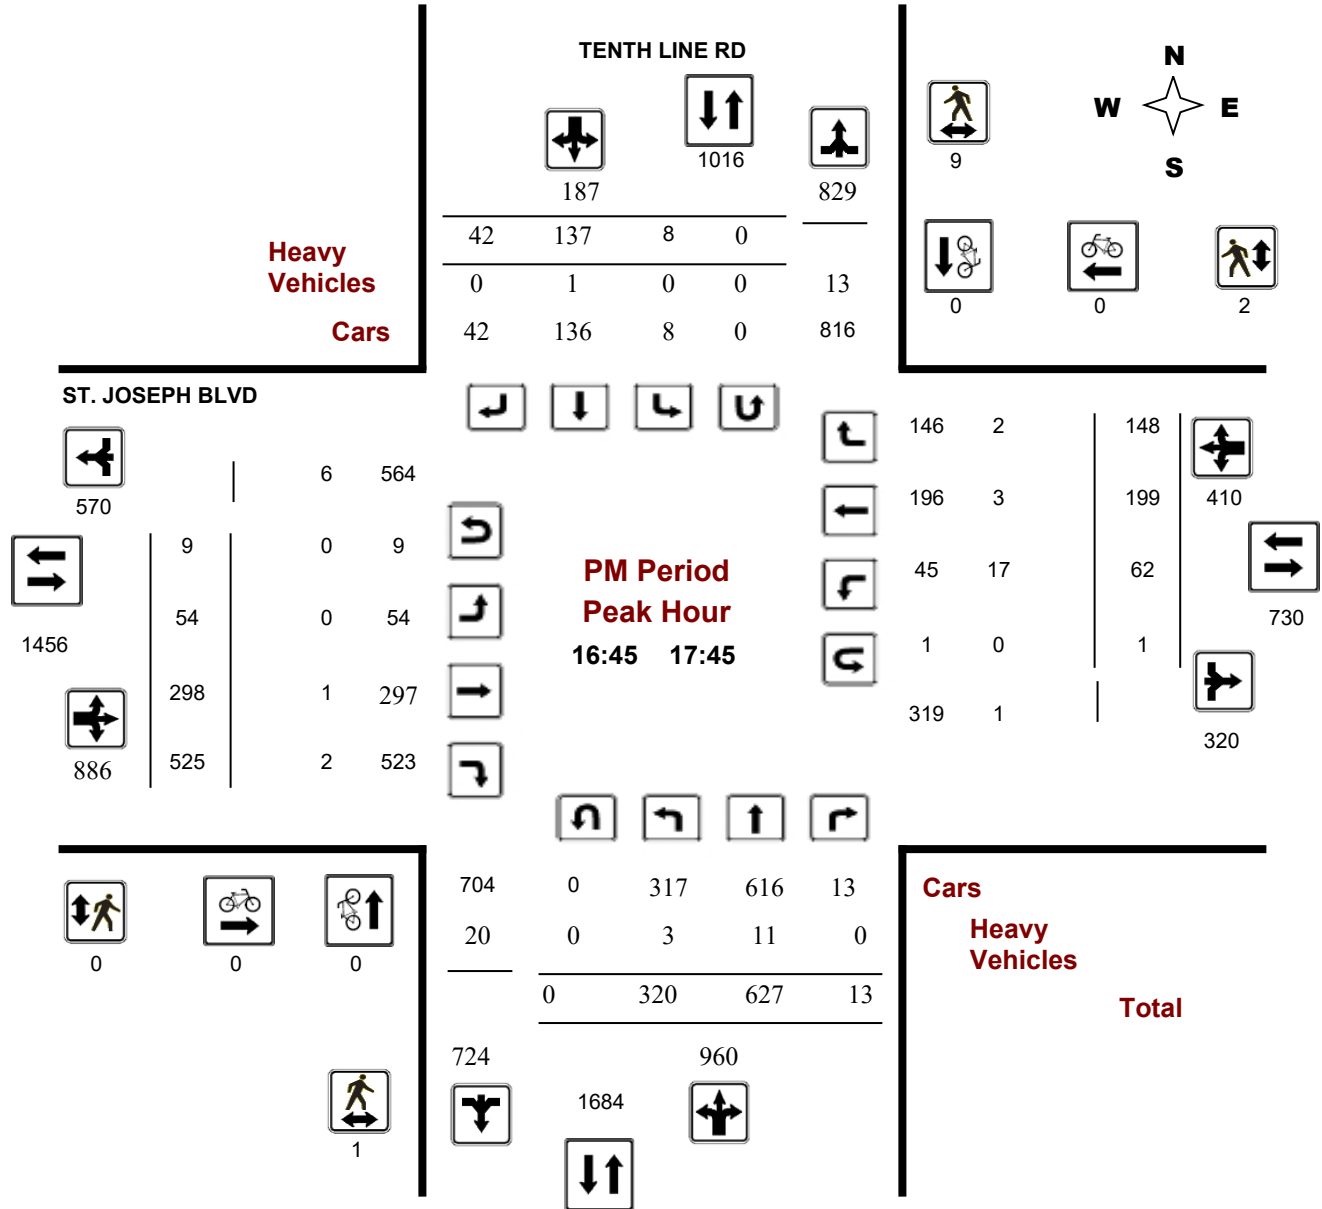 TENTH LINE RD
N
W E
S
1016
9
187 829
42 137 8 0
Heavy
Vehicles
0 1 0 0 13
0 0 2
Cars
42 136 8 0 816
ST. JOSEPH BLVD
146 2 148
6 564
570
196 3 199 410
9 0 9
PM Period
45 17 62
Peak Hour
54 0 54
730
1456
16:45 17:45
1 0 1
298 1 297
319 1
320
886 525 2 523
704 0 317 616 13
Cars
20 0 3 11 0
Heavy
Vehicles
0 0 0
0 320 627 13
Total
724 960
1684
1